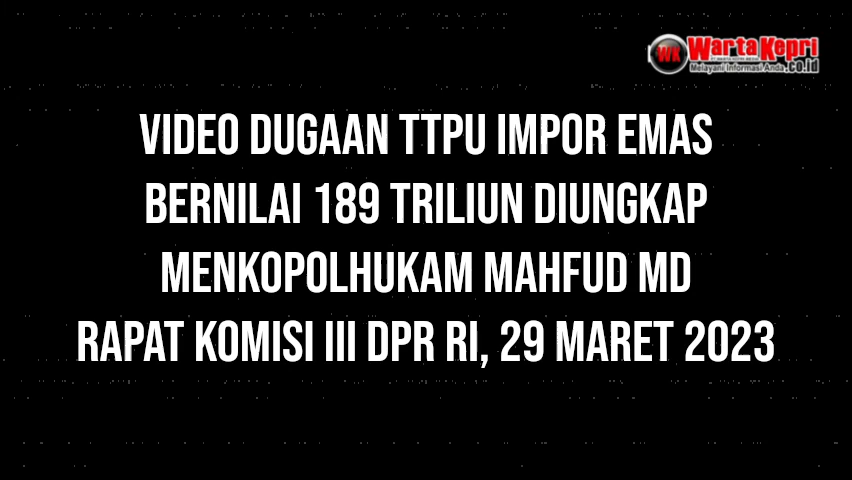 WartaKepri
Melayani Informasi Anda .co.id
VIDEO DUGAAN TTPU IMPOR EMAS
BERNILAI 189 TRILIUN DIUNGKAP
MENKOPOLHUKAM MAHFUD MD
RAPAT KOMISI III DPR RI, 29 MARET 2023